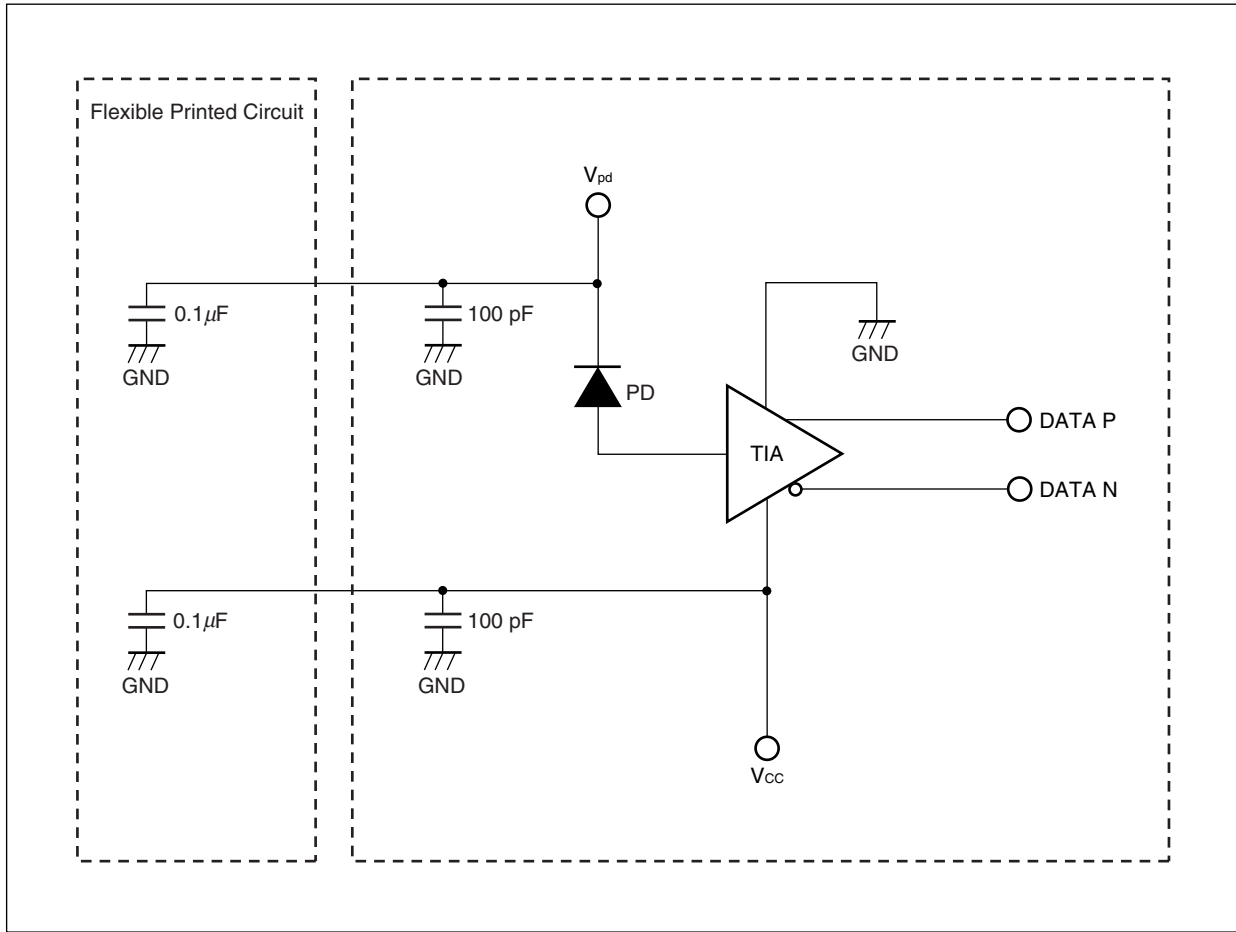 Flexible Printed Circuit
Vpd
0.1μF
100 pF
GND
GND
GND
PD
TIA
DATA P
DATA N
0.1μF
100 pF
GND
GND
VCC